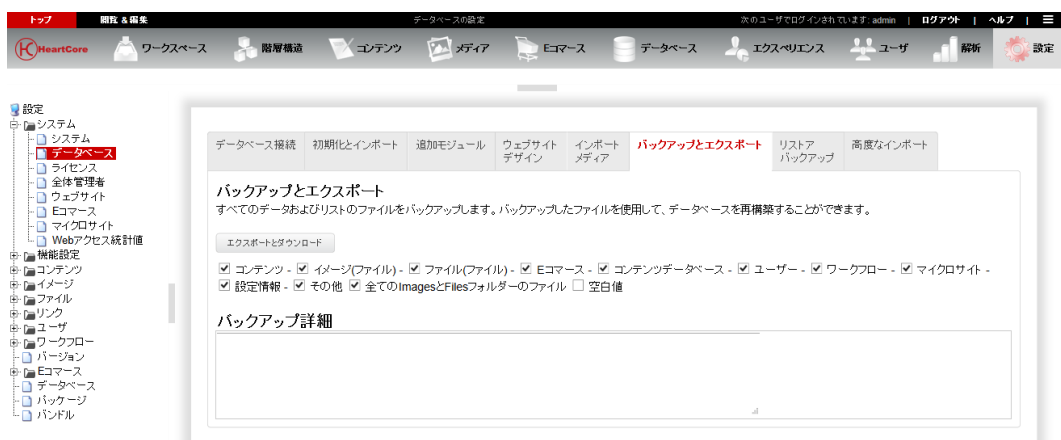 トップ 閲覧 & 編集 データベースの設定 次のユーザでログインされています: admin | ログアウト | ヘルプ |
HeartCore ワークスペース 階層構造 コンテンツ メディア Eコマース データベース エクスペリエンス ユーザ 解析 設定
設定
システム
システム
データベース
ライセンス
全体管理者
ウェブサイト
Eコマース
マイクロサイト
Webアクセス統計値
機能設定
コンテンツ
イメージ
ファイル
リンク
ユーザ
ワークフロー
バージョン
Eコマース
データベース
パッケージ
バンドル
データベース接続 初期化とインポート 追加モジュール ウェブサイト
デザイン インポート
メディア バックアップとエクスポート リストア
バックアップ 高度なインポート
バックアップとエクスポート
すべてのデータおよびリストのファイルをバックアップします。バックアップしたファイルを使用して、データベースを再構築することができます。
エクスポートとダウンロード
コンテンツ - イメージ(ファイル) - ファイル(ファイル) - Eコマース - コンテンツデータベース - ユーザー - ワークフロー - マイクロサイト -
設定情報 - その他 全てのImagesとFilesフォルダーのファイル 空白値
バックアップ詳細